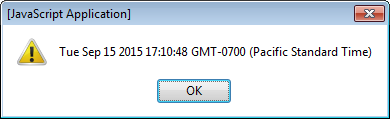 [JavaScript Application]
Tue Sep 15 2015 17:10:48 GMT-0700 (Pacific Standard Time)
OK